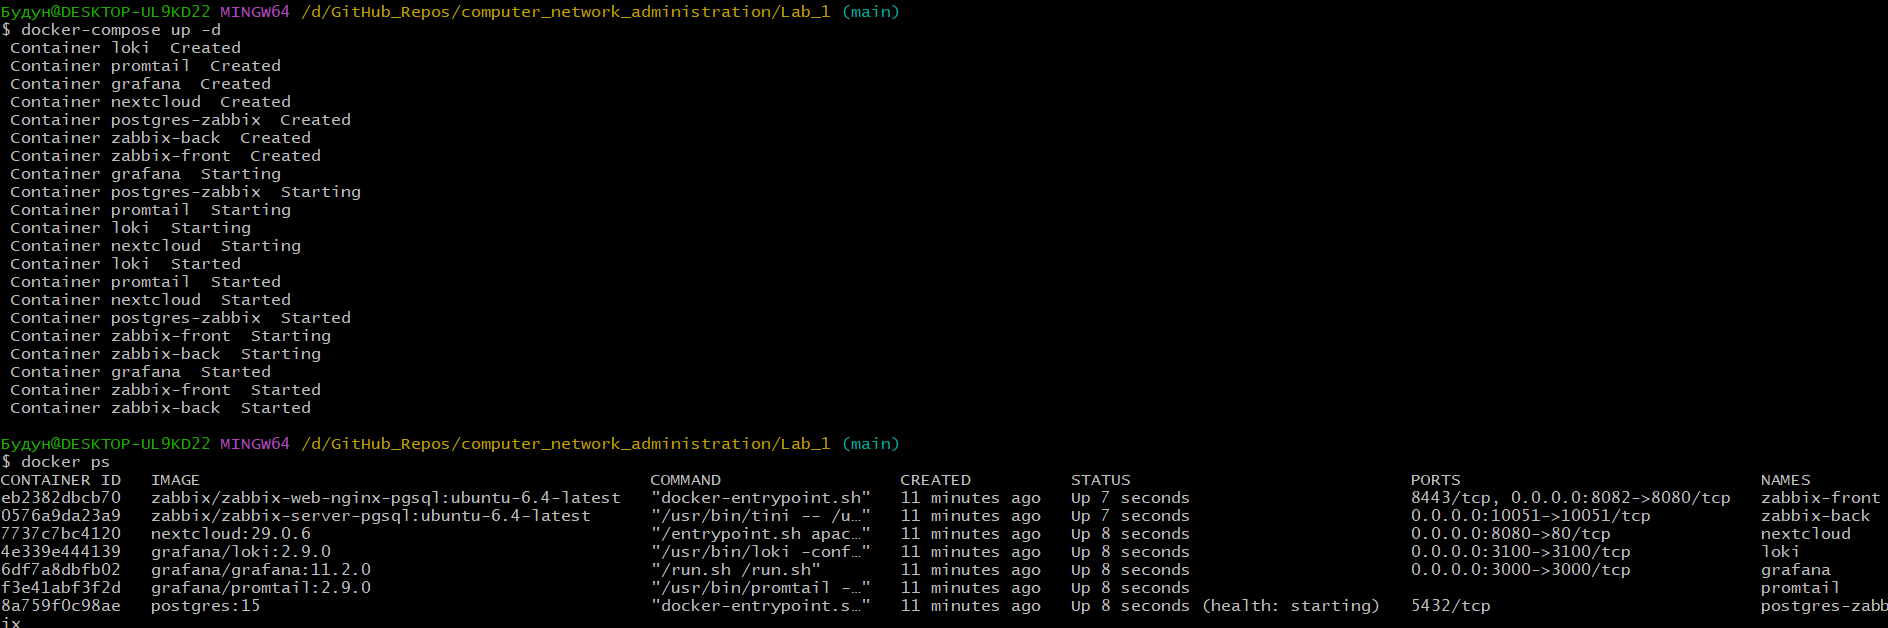 Будун@DESKTOP-UL9KD22 MINGW64 /d/GitHub_Repos/computer_network_administration/Lab_1 (main)
$ docker-compose up -d
 Container loki  Created
 Container promtail  Created
 Container grafana  Created
 Container nextcloud  Created
 Container postgres-zabbix  Created
 Container zabbix-back  Created
 Container zabbix-front  Created
 Container grafana  Starting
 Container postgres-zabbix  Starting
 Container promtail  Starting
 Container loki  Starting
 Container nextcloud  Starting
 Container loki  Started
 Container promtail  Started
 Container nextcloud  Started
 Container postgres-zabbix  Started
 Container zabbix-front  Starting
 Container zabbix-back  Starting
 Container grafana  Started
 Container zabbix-front  Started
 Container zabbix-back  Started
Будун@DESKTOP-UL9KD22 MINGW64 /d/GitHub_Repos/computer_network_administration/Lab_1 (main)
$ docker ps
CONTAINER ID   IMAGE                                             COMMAND                  CREATED          STATUS                            PORTS                              NAMES
eb2382dbcb70   zabbix/zabbix-web-nginx-pgsql:ubuntu-6.4-latest   "docker-entrypoint.sh"   11 minutes ago   Up 7 seconds                      8443/tcp, 0.0.0.0:8082->8080/tcp   zabbix-front
0576a9da23a9   zabbix/zabbix-server-pgsql:ubuntu-6.4-latest      "/usr/bin/tini -- /u…"   11 minutes ago   Up 7 seconds                      0.0.0.0:10051->10051/tcp           zabbix-back
7737c7bc4120   nextcloud:29.0.6                                  "/entrypoint.sh apac…"   11 minutes ago   Up 8 seconds                      0.0.0.0:8080->80/tcp               nextcloud
4e339e444139   grafana/loki:2.9.0                                "/usr/bin/loki -conf…"   11 minutes ago   Up 8 seconds                      0.0.0.0:3100->3100/tcp             loki
6df7a8dbfb02   grafana/grafana:11.2.0                            "/run.sh /run.sh"        11 minutes ago   Up 8 seconds                      0.0.0.0:3000->3000/tcp             grafana
f3e41abf3f2d   grafana/promtail:2.9.0                            "/usr/bin/promtail -…"   11 minutes ago   Up 8 seconds                                                         promtail
8a759f0c98ae   postgres:15                                       "docker-entrypoint.s…"   11 minutes ago   Up 8 seconds (health: starting)   5432/tcp                           postgres-zabb
ix